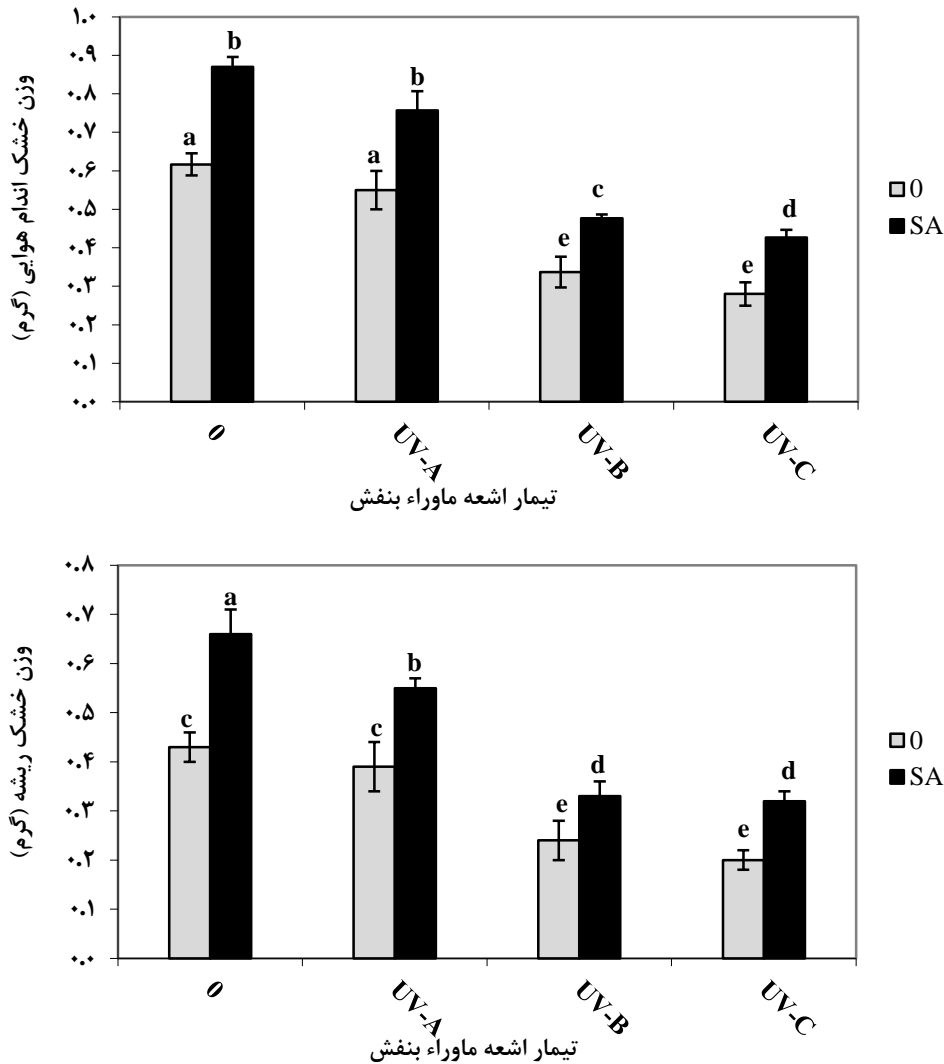 وزن خشک اندام هوایی (گرم)
۱.۰
۰.۹
۰.۸
۰.۷
۰.۶
۰.۵
۰.۴
۰.۳
۰.۲
۰.۱
۰.۰
a
b
a
b
e
c
e
d
0
SA
0
UV-A
UV-B
UV-C
تیمار اشعه ماوراء بنفش
وزن خشک ریشه (گرم)
۰.۸
۰.۷
۰.۶
۰.۵
۰.۴
۰.۳
۰.۲
۰.۱
۰.۰
c
a
c
b
e
d
e
d
0
SA
0
UV-A
UV-B
UV-C
تیمار اشعه ماوراء بنفش